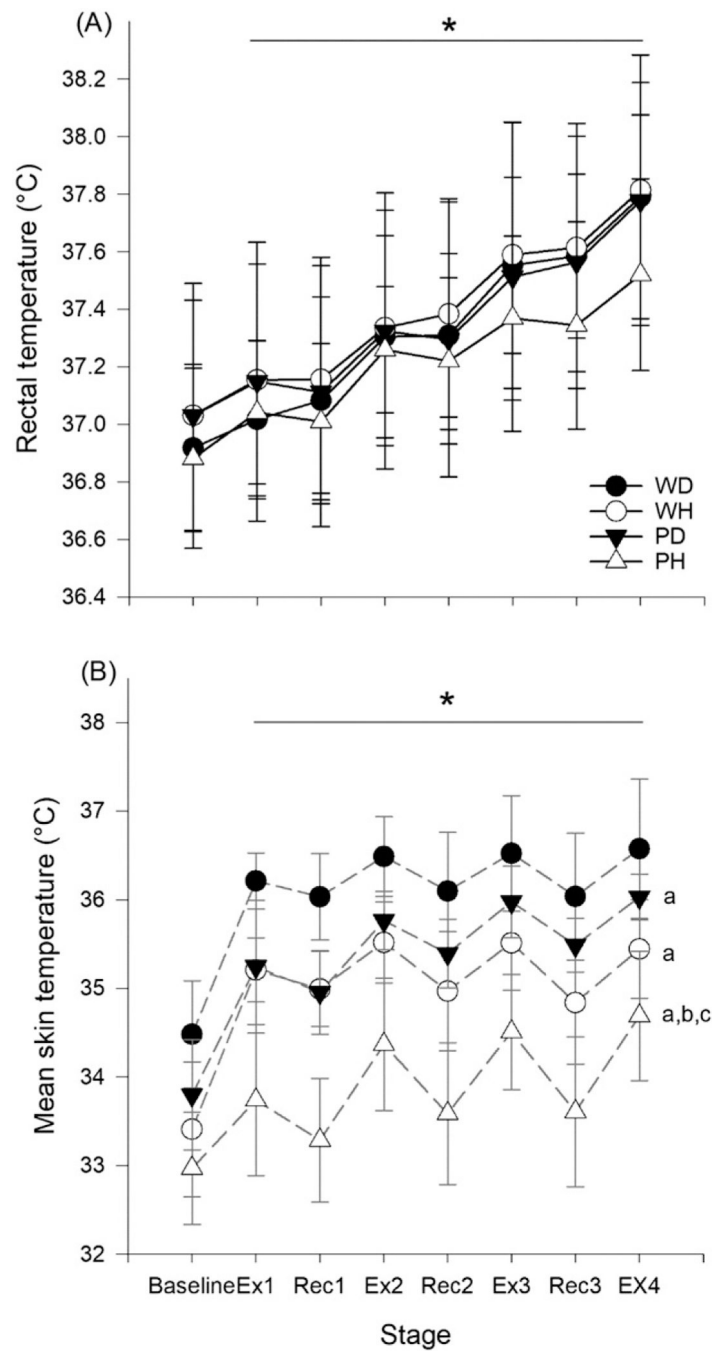 (A)
*
Rectal temperature (°C)
38.2
38.0
37.8
37.6
37.4
37.2
37.0
36.8
36.6
36.4
WD
WH
PD
PH
(B)
*
Mean skin temperature (°C)
38
37
36
35
34
33
32
a
a
a,b,c
Baseline Ex1 Rec1 Ex2 Rec2 Ex3 Rec3 EX4
Stage